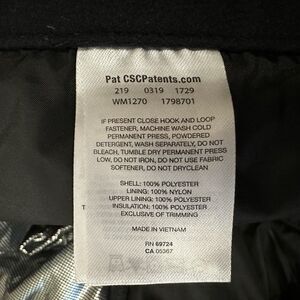 Pat CSCPatents.com
219 0319 1729
WM1270 1798701
IF PRESENT CLOSE HOOK AND LOOP
FASTENER, MACHINE WASH COLD
PERMANENT PRESS, POWDERED
DETERGENT, WASH SEPARATELY, DO NOT
BLEACH, TUMBLE DRY PERMANENT PRESS
LOW, DO NOT IRON, DO NOT USE FABRIC
SOFTENER, DO NOT DRYCLEAN
SHELL: 100% POLYESTER
LINING: 100% NYLON
UPPER LINING: 100% POLYESTER
T INSULATION: 100% POLYESTER
EXCLUSIVE OF TRIMMING
MADE IN VIETNAM
RN 69724
CA 05367